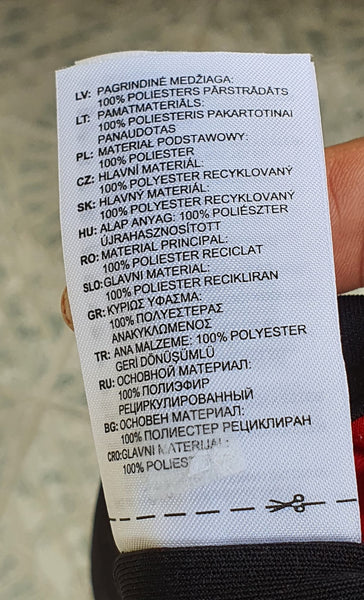 LV: PAGRINDINĖ MEDŽIAGA:
100% POLIESTERS PĀRSTRĀDĀTS
LT: PAMATMATERIĀLS:
100% POLIESTERIS PAKARTOTINAI
PANAUDOTAS
PL: MATERIAŁ PODSTAWOWY:
100% POLIESTER
CZ: HLAVNÍ MATERIÁL:
100% POLYESTER RECYKLOVANÝ
SK: HLAVNÝ MATERIÁL:
100% POLYESTER RECYKLOVANÝ
HU: ALAP ANYAG: 100% POLIÉSZTER
ÚJRAHASZNOSÍTOTT
RO: MATERIAL PRINCIPAL:
100% POLIESTER RECICLAT
SLO: GLAVNI MATERIAL:
100% POLIESTER RECIKLIRAN
GR: ΚΥΡΙΩΣ ΥΦΑΣΜΑ:
100% ΠΟΛΥΕΣΤΕΡΑΣ
ΑΝΑΚΥΚΛΩΜΕΝΟΣ
TR: ANA MALZEME: 100% POLYESTER
GERİ DÖNÜŞÜMLÜ
RU: ОСНОВНОЙ МАТЕРИАЛ:
100% ПОЛИЭФИР
РЕЦИРКУЛИРОВАННЫЙ
BG: ОСНОВЕН МАТЕРИАЛ:
100% ПОЛИЕСТЕР РЕЦИКЛИРАН
CRO: GLAVNI MATERIJAL:
100%